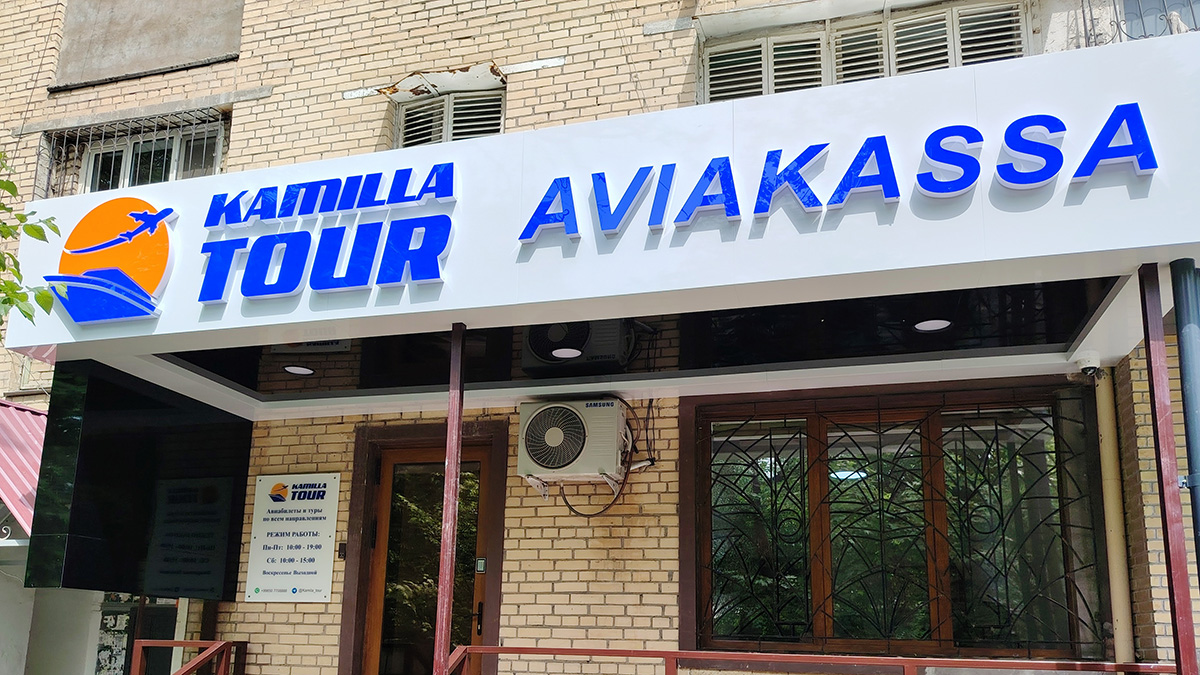 KAMILLA
TOUR
AVIAKASSA
SAMSUNG
KAMILLA
TOUR
Авиабилеты и туры
по всем направлениям
РЕЖИМ РАБОТЫ:
Пн-Пт: 10:00 - 19:00
Сб: 10:00 - 15:00
Воскресенье Выходной